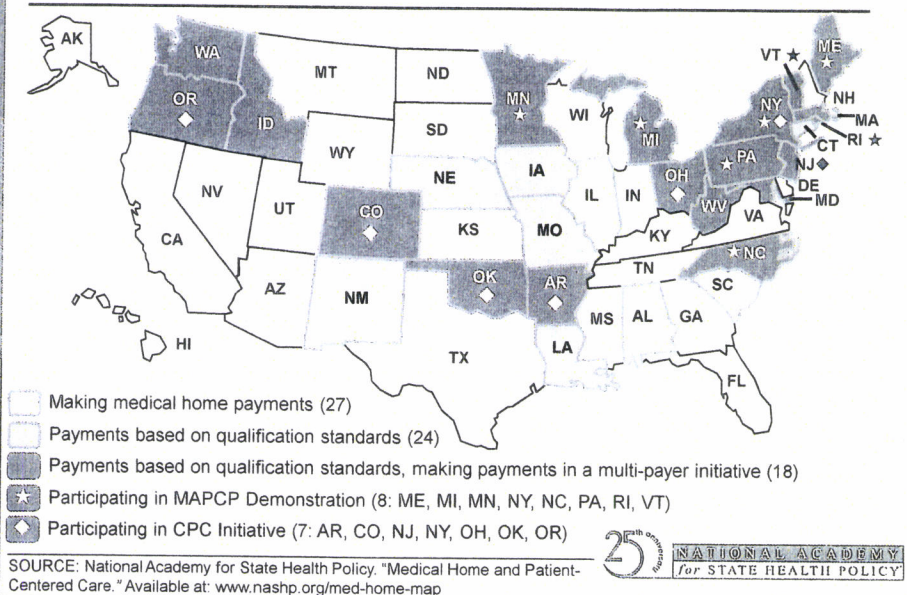 AK
WA
MT
ND
MN
VT
ME
OR
ID
WI
MI
NY
NH
MA
SD
WY
RI
CT
PA
NJ
IA
NE
OH
DE
NV
IL
IN
MD
UT
CO
WV
VA
KS
MO
KY
CA
NC
TN
OK
AR
AZ
NM
SC
MS
AL
GA
HI
TX
LA
FL
Making medical home payments (27)
Payments based on qualification standards (24)
Payments based on qualification standards, making payments in a multi-payer initiative (18)
Participating in MAPCP Demonstration (8: ME, MI, MN, NY, NC, PA, RI, VT)
Participating in CPC Initiative (7: AR, CO, NJ, NY, OH, OK, OR)
25th anniversary
NATIONAL ACADEMY
for STATE HEALTH POLICY
SOURCE: National Academy for State Health Policy. "Medical Home and Patient-
Centered Care." Available at: www.nashp.org/med-home-map